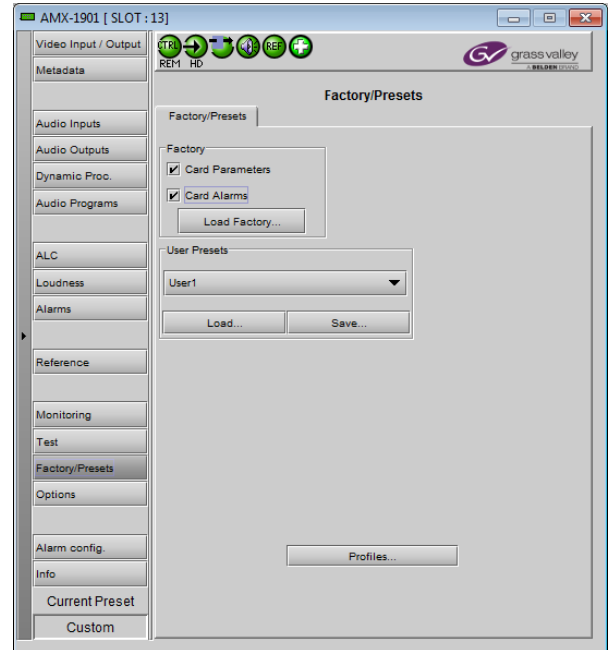 AMX-1901 [ SLOT : 13]
Video Input / Output
Metadata
Audio Inputs
Audio Outputs
Dynamic Proc.
Audio Programs
ALC
Loudness
Alarms
Reference
Monitoring
Test
Factory/Presets
Options
Alarm config.
Info
Current Preset
Custom
CTRL
REF
REM HD
GV grass valley
A BELDEN BRAND
Factory/Presets
Factory/Presets
Factory
Card Parameters
Card Alarms
Load Factory...
User Presets
User1
Load... Save...
Profiles...